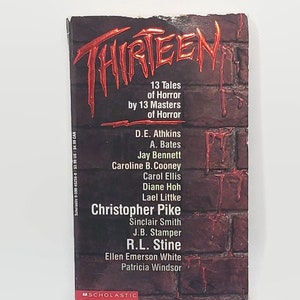 THIRTEEN
13 Tales
of Horror
by 13 Masters
of Horror
D.E. Athkins
A. Bates
Jay Bennett
Caroline B. Cooney
Carol Ellis
Diane Hoh
Lael Littke
Christopher Pike
Sinclair Smith
J.B. Stamper
R.L. Stine
Ellen Emerson White
Patricia Windsor
SCHOLASTIC